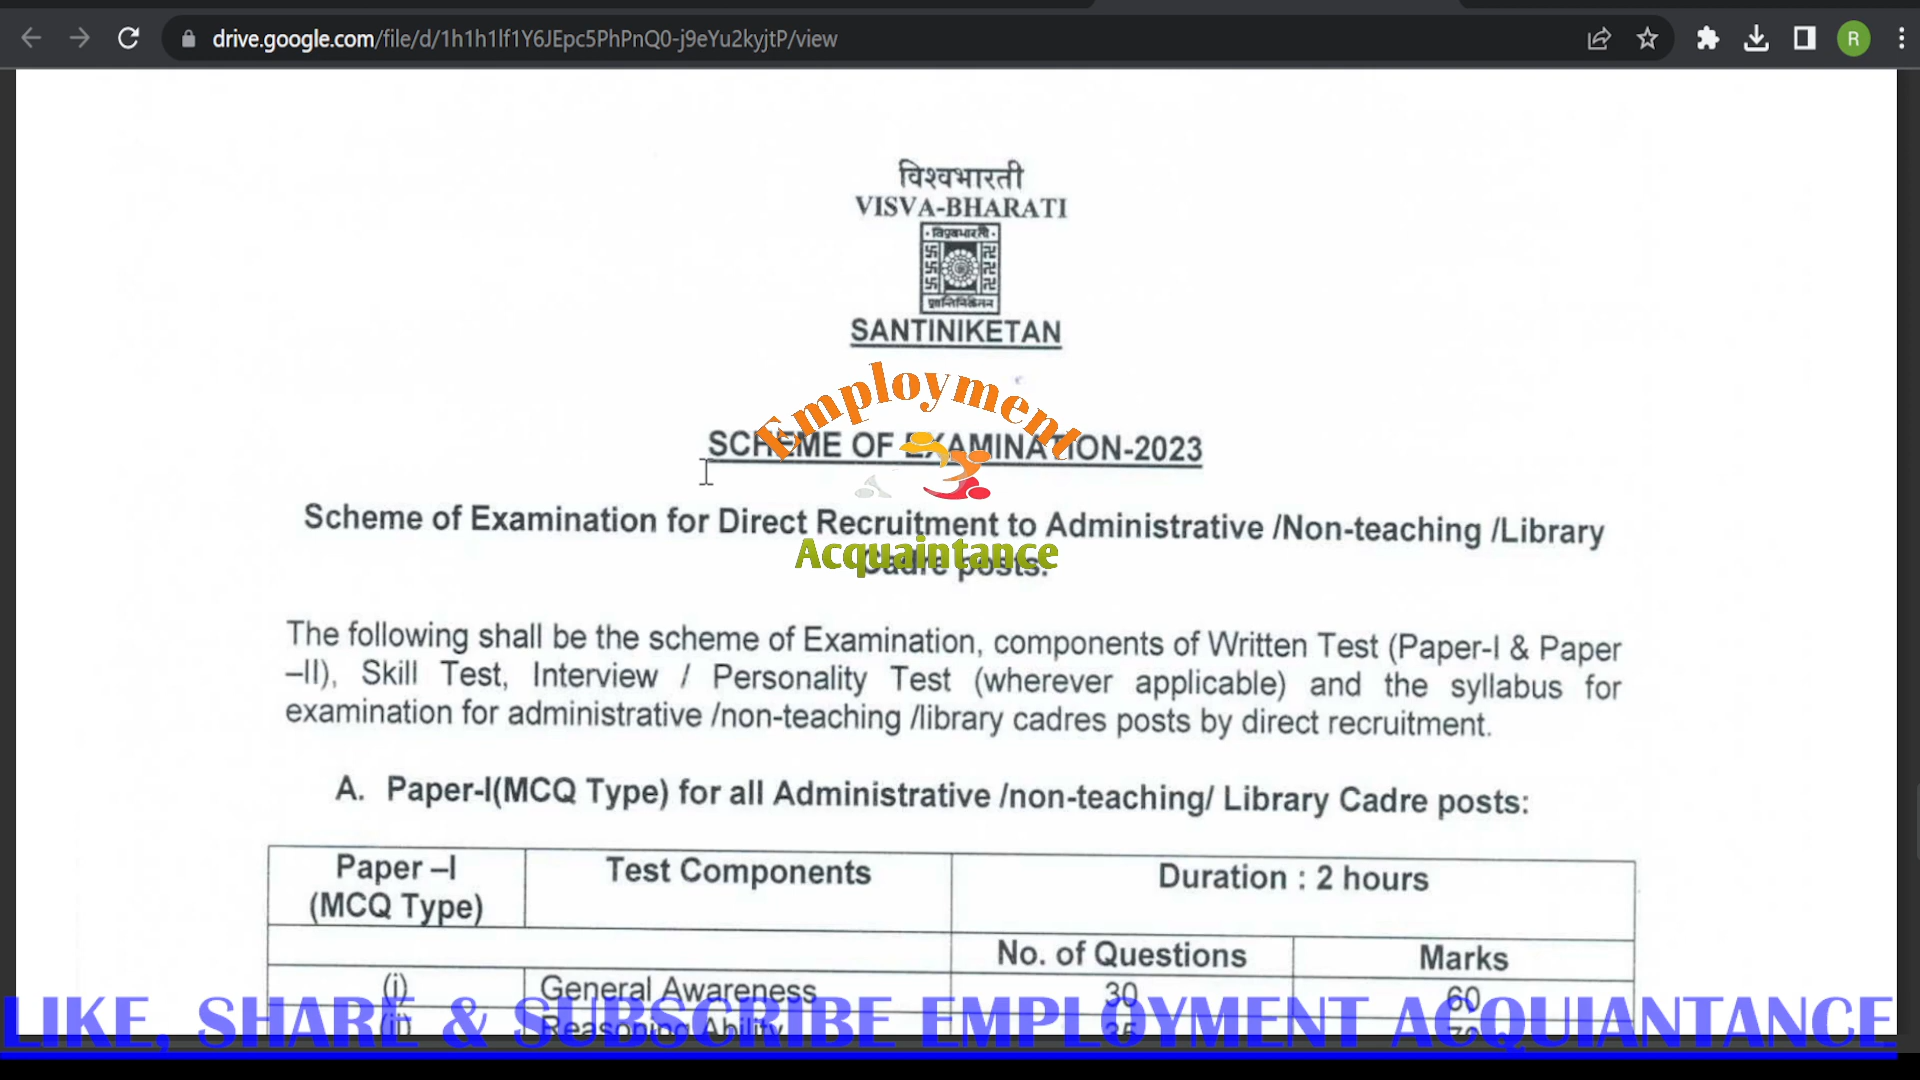 drive.google.com/file/d/1h1h1lf1Y6JEpc5PhPnQ0-j9eYu2kyjtP/view
R
विश्वभारती
VISVA-BHARATI
SANTINIKETAN
Employment
SCHEME OF EXAMINATION-2023
Scheme of Examination for Direct Recruitment to Administrative /Non-teaching /Library
Acquaintance
Cadre posts.
The following shall be the scheme of Examination, components of Written Test (Paper-I & Paper
–II), Skill Test, Interview / Personality Test (wherever applicable) and the syllabus for
examination for administrative /non-teaching /library cadres posts by direct recruitment.
A. Paper-I(MCQ Type) for all Administrative /non-teaching/ Library Cadre posts:
Paper –I Test Components Duration : 2 hours
(MCQ Type)
No. of Questions Marks
(i) General Awareness 30 60
(ii) Reasoning Ability 35 70
LIKE, SHARE & SUBSCRIBE EMPLOYMENT ACQUIANTANCE